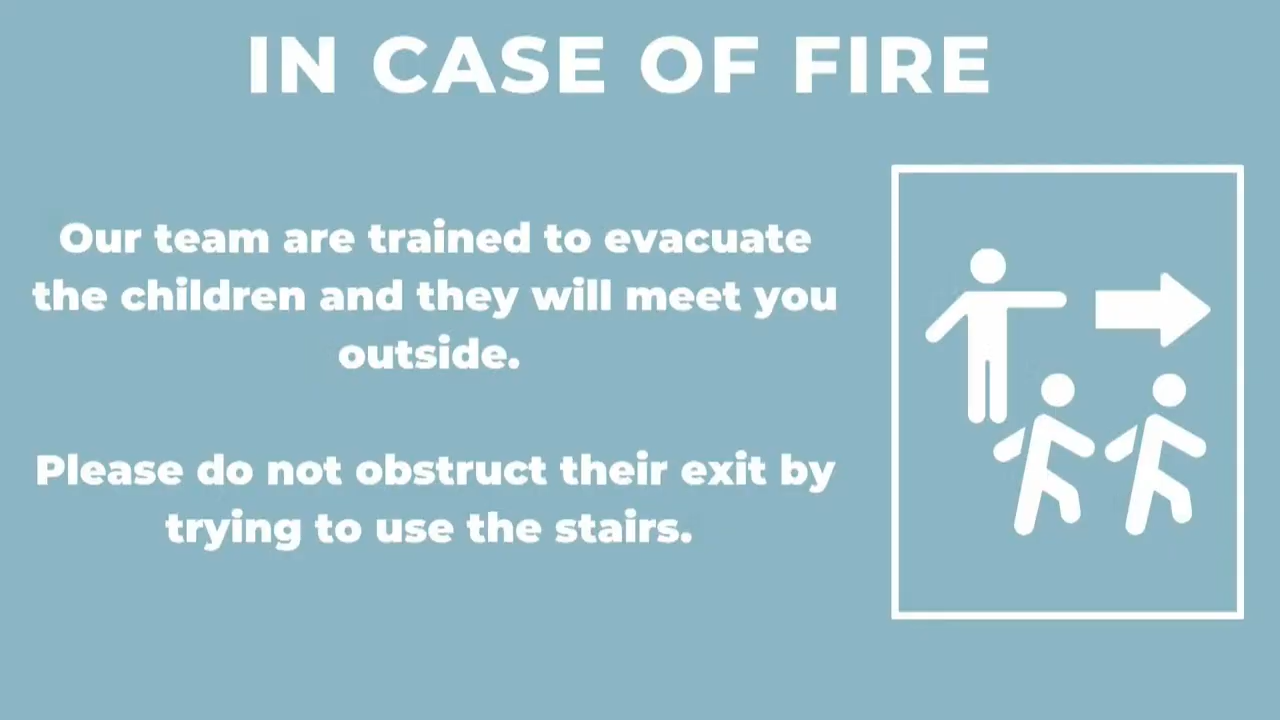 IN CASE OF FIRE
Our team are trained to evacuate
the children and they will meet you
outside.
Please do not obstruct their exit by
trying to use the stairs.